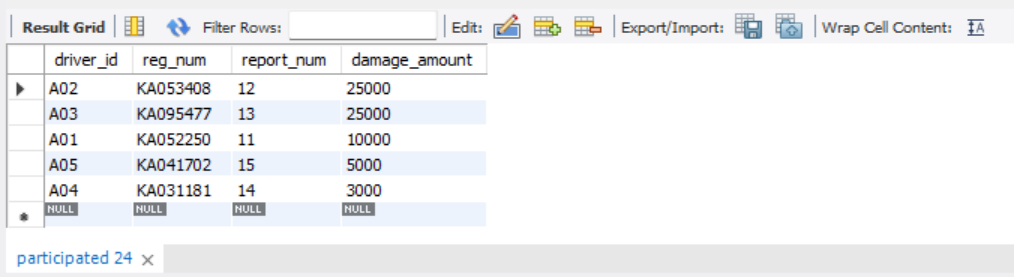 Result Grid Filter Rows: Edit: Export/Import: Wrap Cell Content: IA
driver_id reg_num report_num damage_amount
A02 KA053408 12 25000
A03 KA095477 13 25000
A01 KA052250 11 10000
A05 KA041702 15 5000
A04 KA031181 14 3000
NULL NULL NULL NULL
participated 24